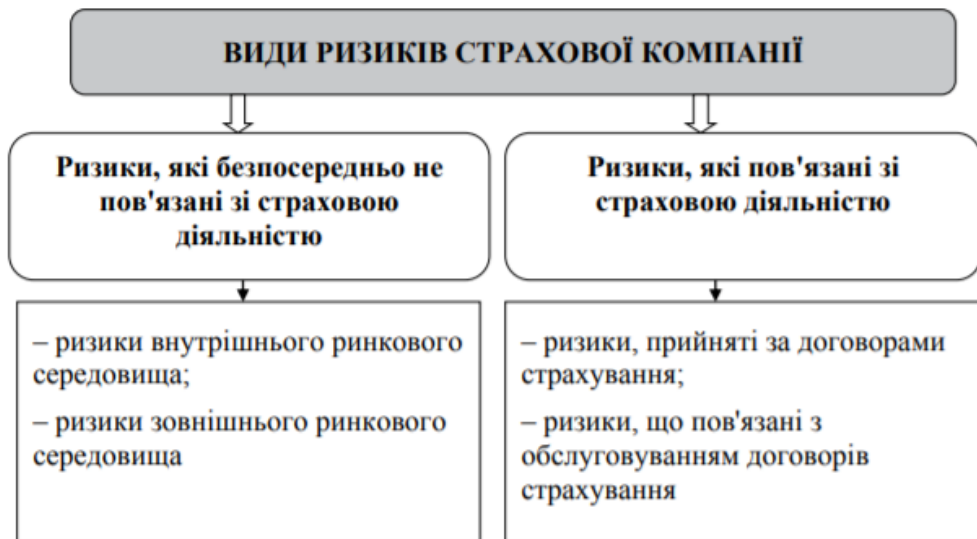 ВИДИ РИЗИКІВ СТРАХОВОЇ КОМПАНІЇ
Ризики, які безпосередньо не
пов'язані зі страховою
діяльністю
Ризики, які пов'язані зі
страховою діяльністю
– ризики внутрішнього ринкового
середовища;
– ризики зовнішнього ринкового
середовища
– ризики, прийняті за договорами
страхування;
– ризики, що пов'язані з
обслуговуванням договорів
страхування